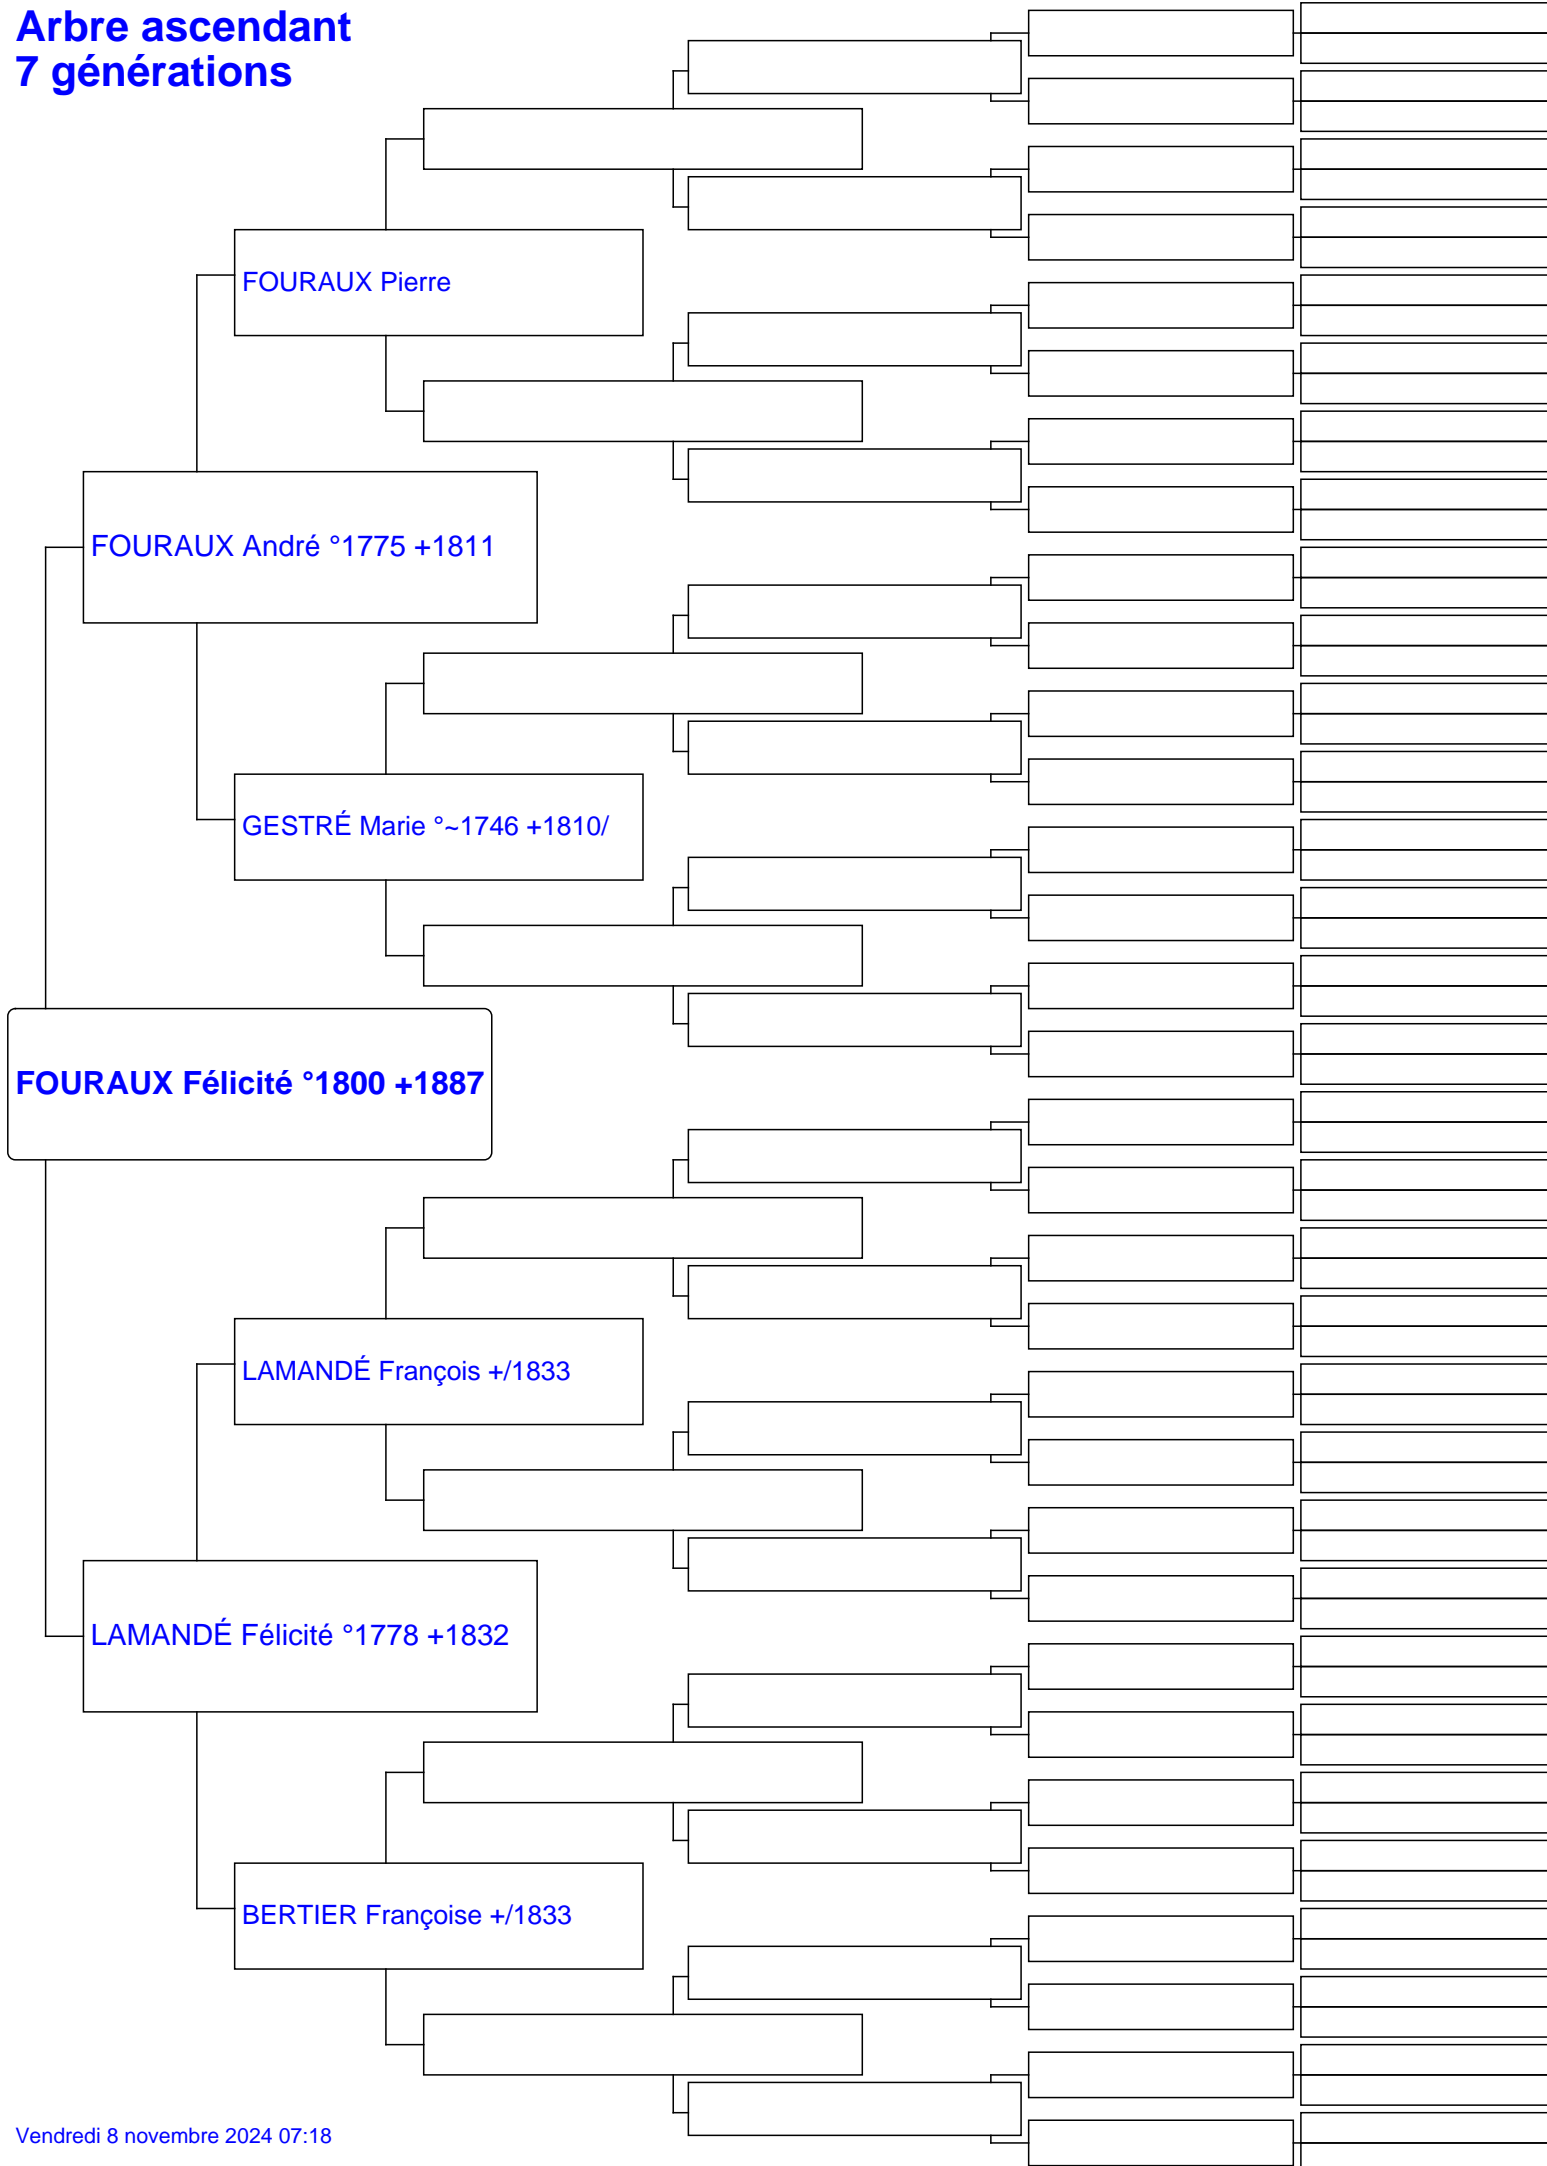 Arbre ascendant
7 générations
FOURAUX Pierre
FOURAUX André °1775 +1811
GESTRÉ Marie °~1746 +1810/
FOURAUX Félicité °1800 +1887
LAMANDÉ François +/1833
LAMANDÉ Félicité °1778 +1832
BERTIER Françoise +/1833
Vendredi 8 novembre 2024 07:18